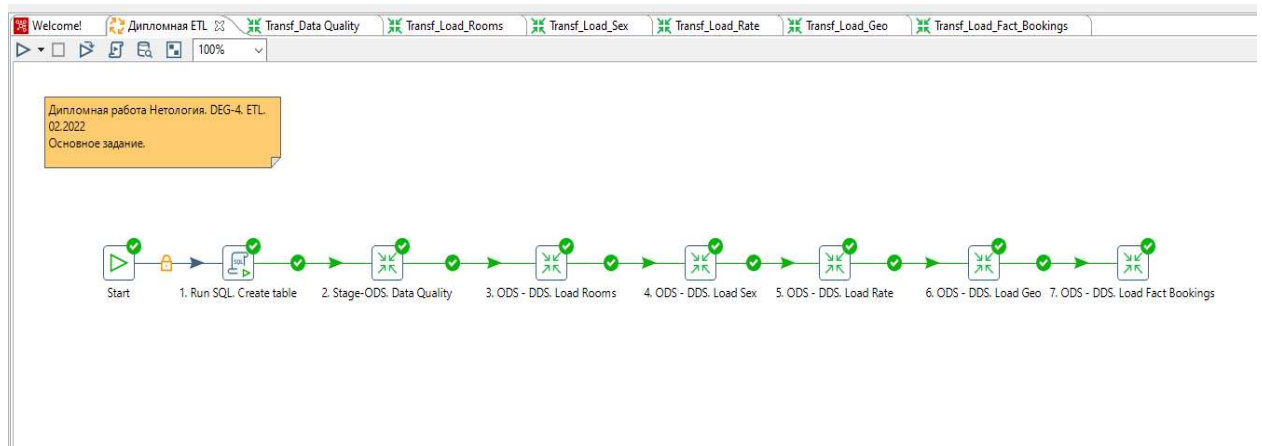 Welcome! Дипломная ETL Transf_Data Quality Transf_Load_Rooms Transf_Load_Sex Transf_Load_Rate Transf_Load_Geo Transf_Load_Fact_Bookings
100%
Дипломная работа Нетология. DEG-4. ETL.
02.2022
Основное задание.
SQL
Start 1. Run SQL. Create table 2. Stage-ODS. Data Quality 3. ODS - DDS. Load Rooms 4. ODS - DDS. Load Sex 5. ODS - DDS. Load Rate 6. ODS - DDS. Load Geo 7. ODS - DDS. Load Fact Bookings